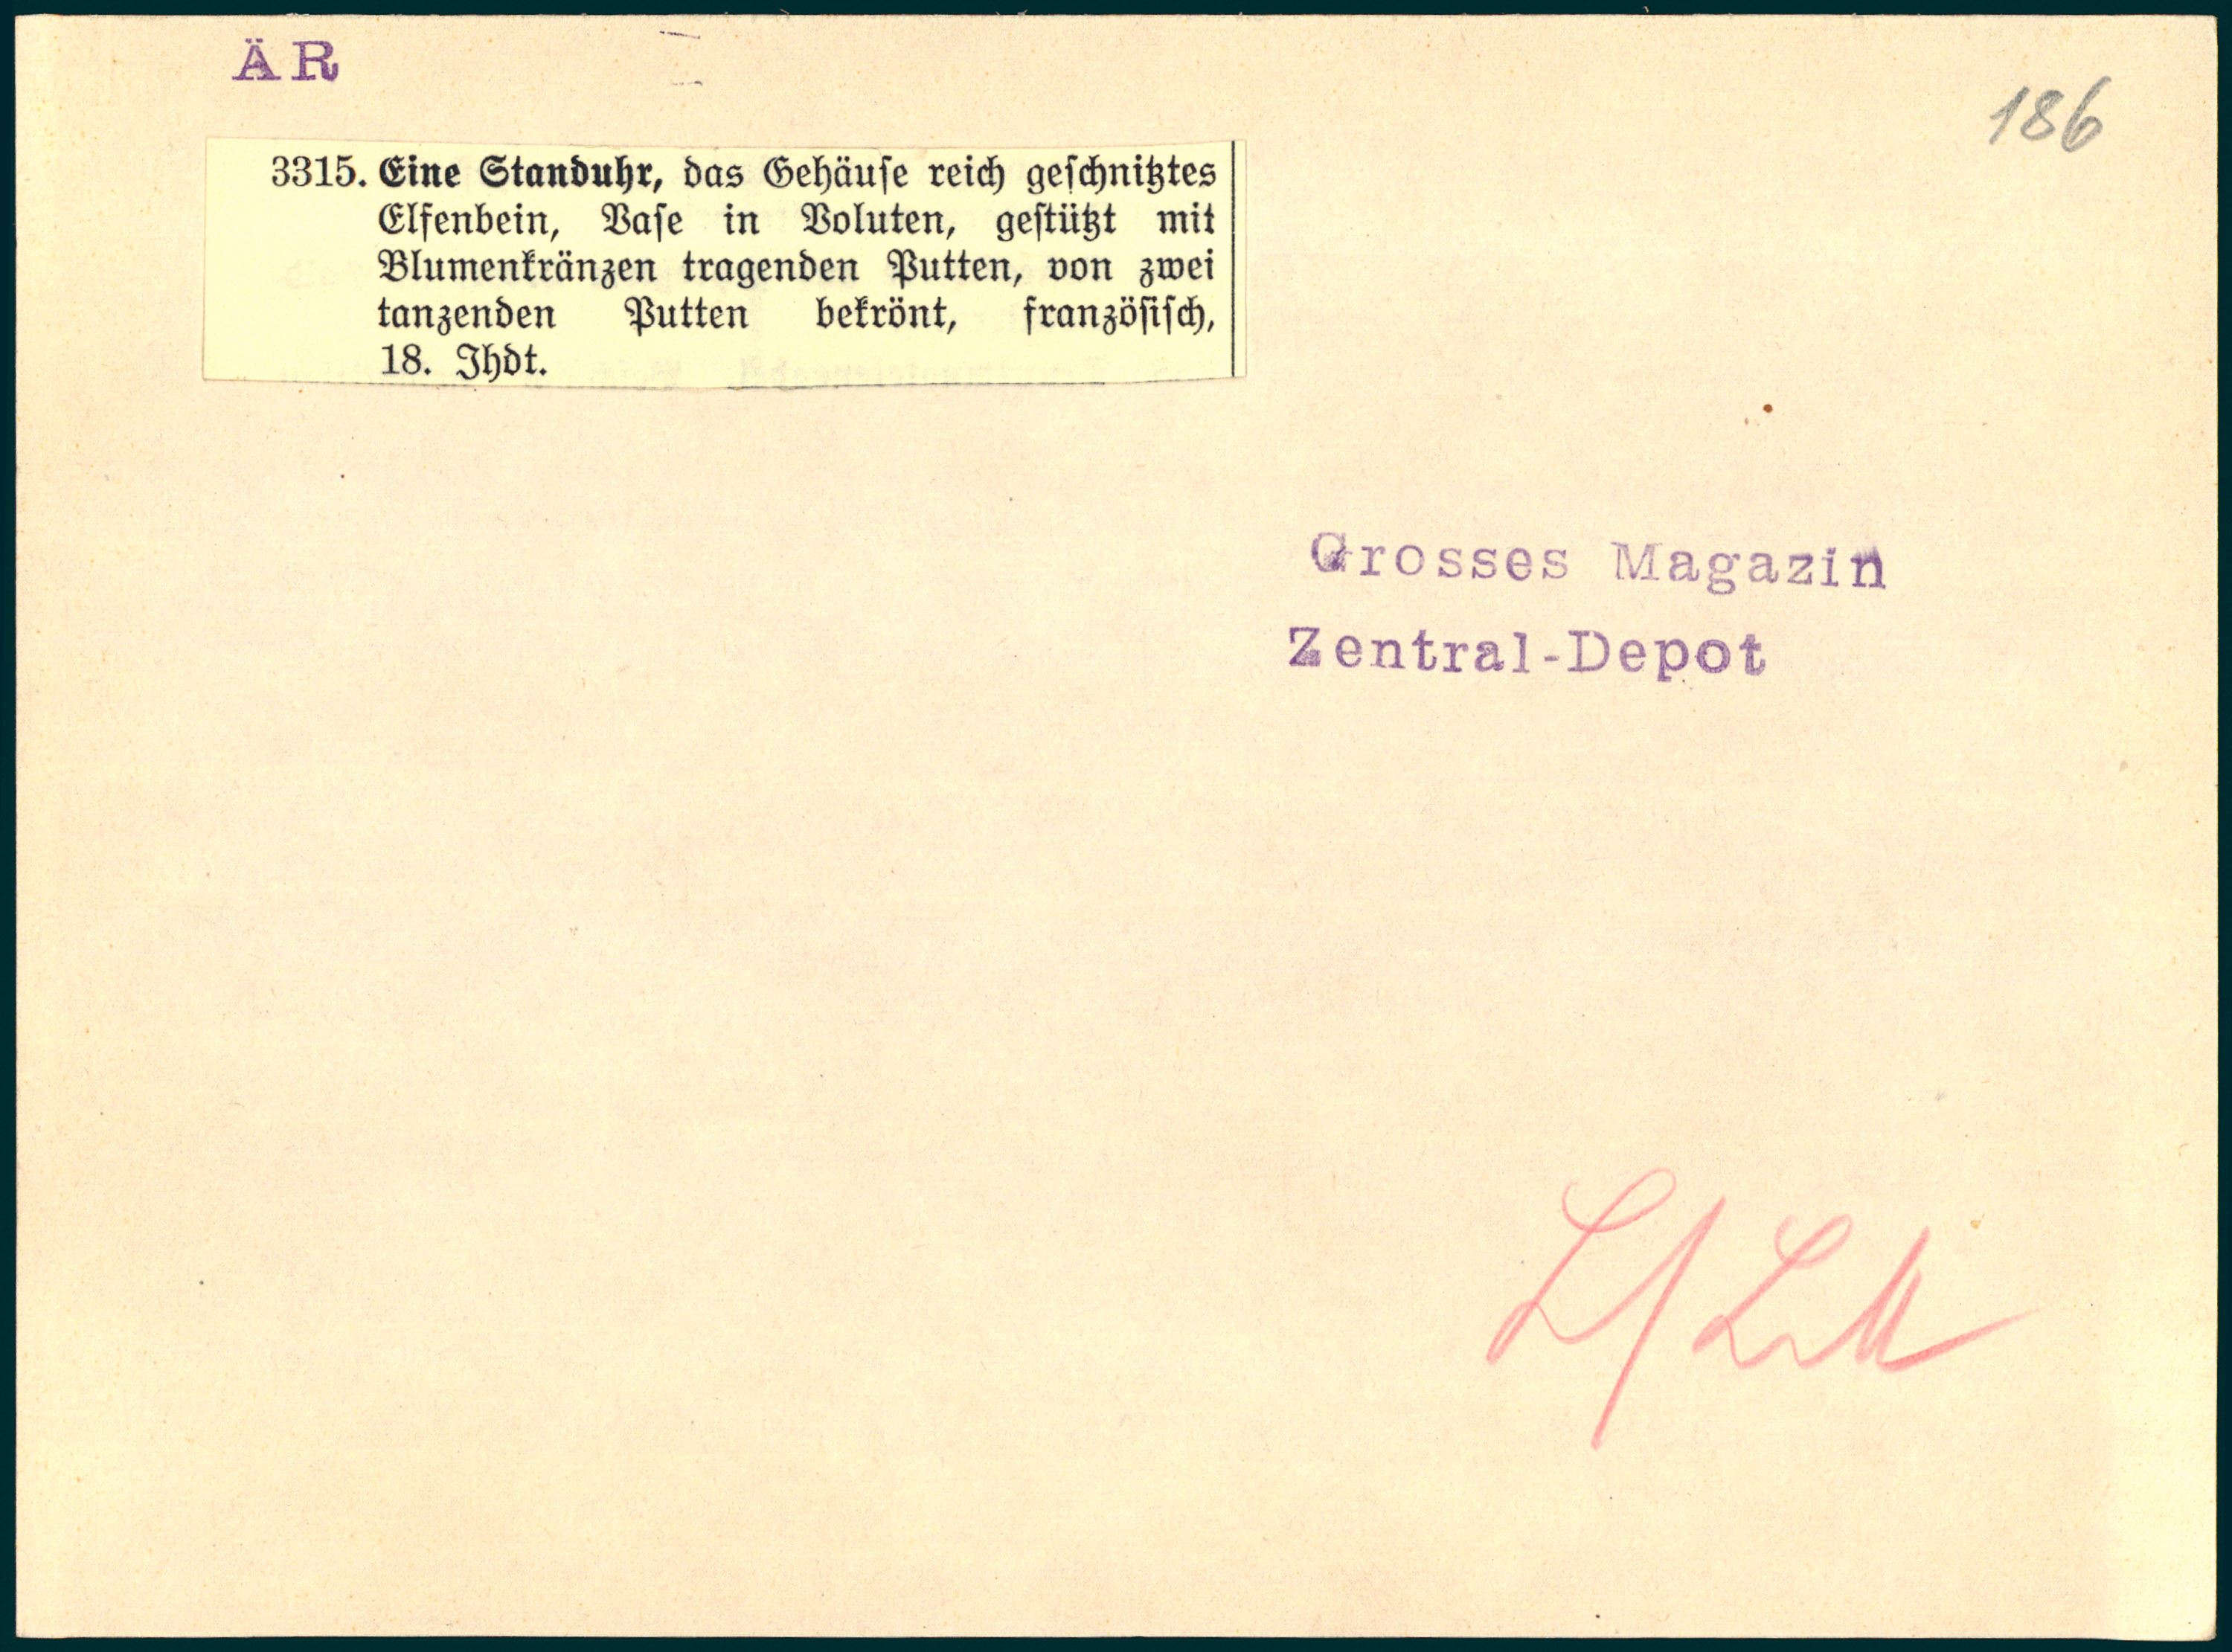 ÄR
186
3315. Eine Standuhr, das Gehäuſe reich geſchnitztes
Elfenbein, Vaſe in Voluten, geſtützt mit
Blumenkränzen tragenden Putten, von zwei
tanzenden Putten bekrönt, franzöſiſch,
18. Jhdt.
Grosses Magazin
Zentral-Depot